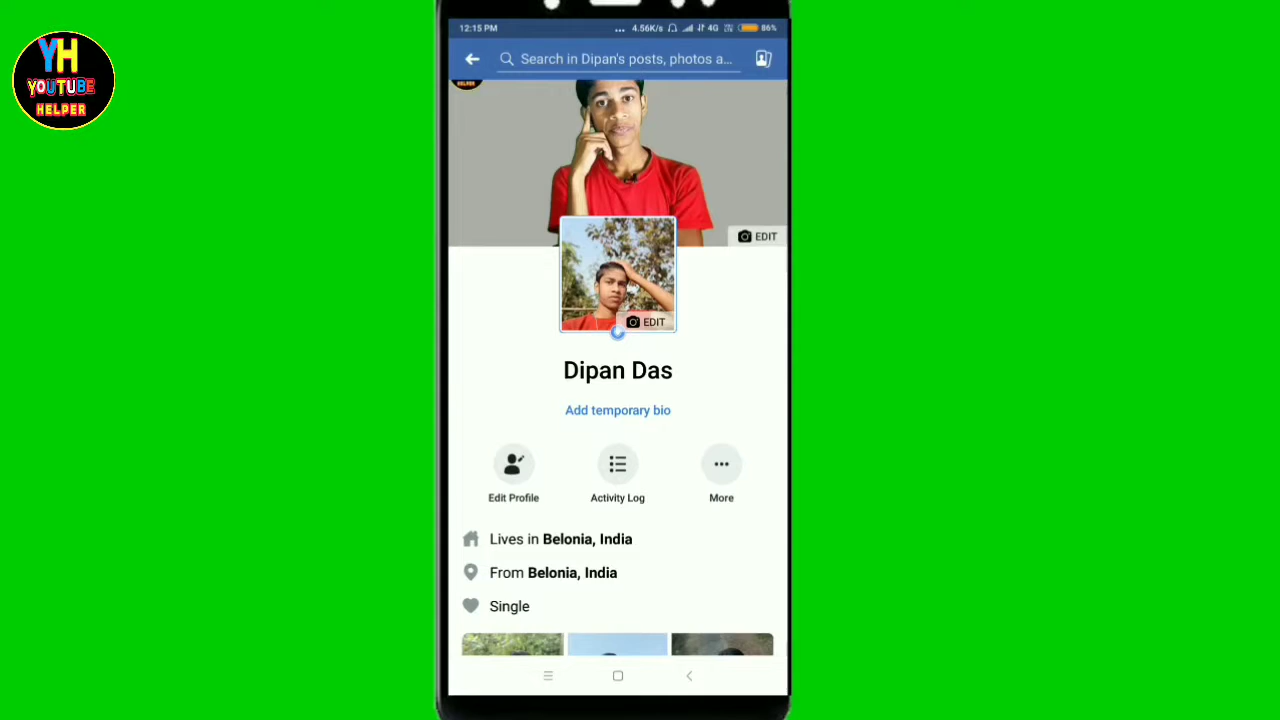 YH
YOUTUBE
HELPER
12:15 PM
... 4.56K/s 4G 86%
Search in Dipan's posts, photos a...
HELPER
EDIT
EDIT
Dipan Das
Add temporary bio
Edit Profile
Activity Log
More
Lives in Belonia, India
From Belonia, India
Single